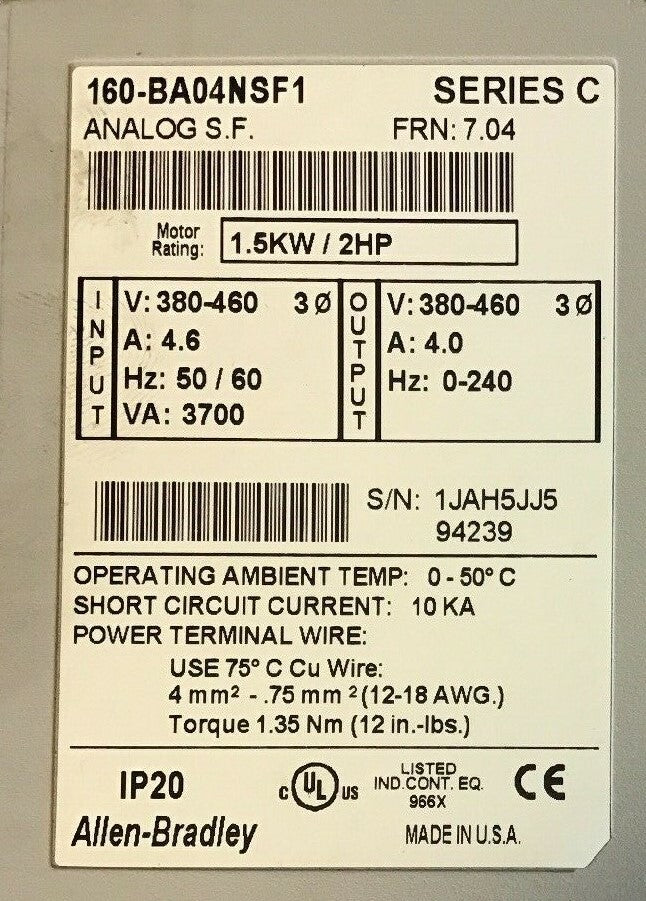 160-BA04NSF1 SERIES C
ANALOG S.F. FRN: 7.04
Motor
Rating: 1.5KW / 2HP
INPUT
V: 380-460 3 Ø
A: 4.6
Hz: 50 / 60
VA: 3700
OUTPUT
V: 380-460 3 Ø
A: 4.0
Hz: 0-240
S/N: 1JAH5JJ5
94239
OPERATING AMBIENT TEMP: 0 - 50° C
SHORT CIRCUIT CURRENT: 10 KA
POWER TERMINAL WIRE:
USE 75° C Cu Wire:
4 mm² - .75 mm ² (12-18 AWG.)
Torque 1.35 Nm (12 in.-lbs.)
IP20
c UL US
LISTED
IND.CONT. EQ.
966X
CE
Allen-Bradley MADE IN U.S.A.